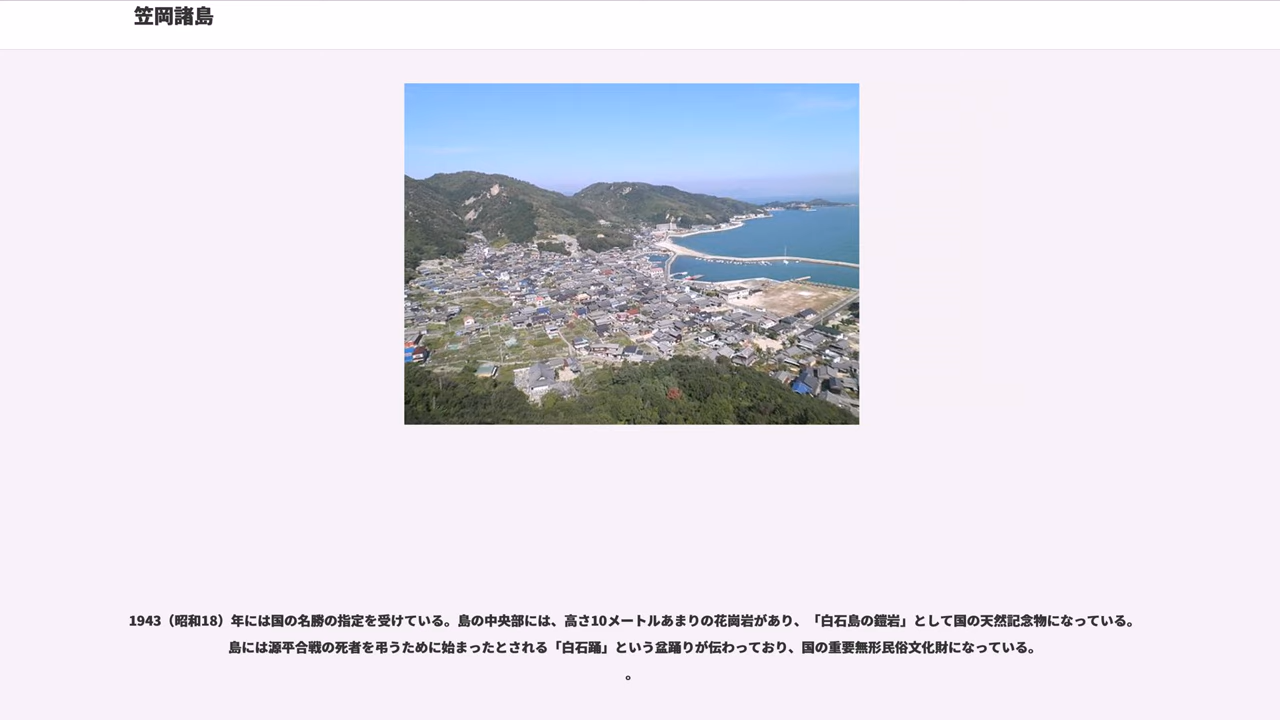 笠岡諸島
1943（昭和18）年には国の名勝の指定を受けている。島の中央部には、高さ10メートルあまりの花崗岩があり、「白石島の鎧岩」として国の天然記念物になっている。
島には源平合戦の死者を弔うために始まったとされる「白石踊」という盆踊りが伝わっており、国の重要無形民俗文化財になっている。
。